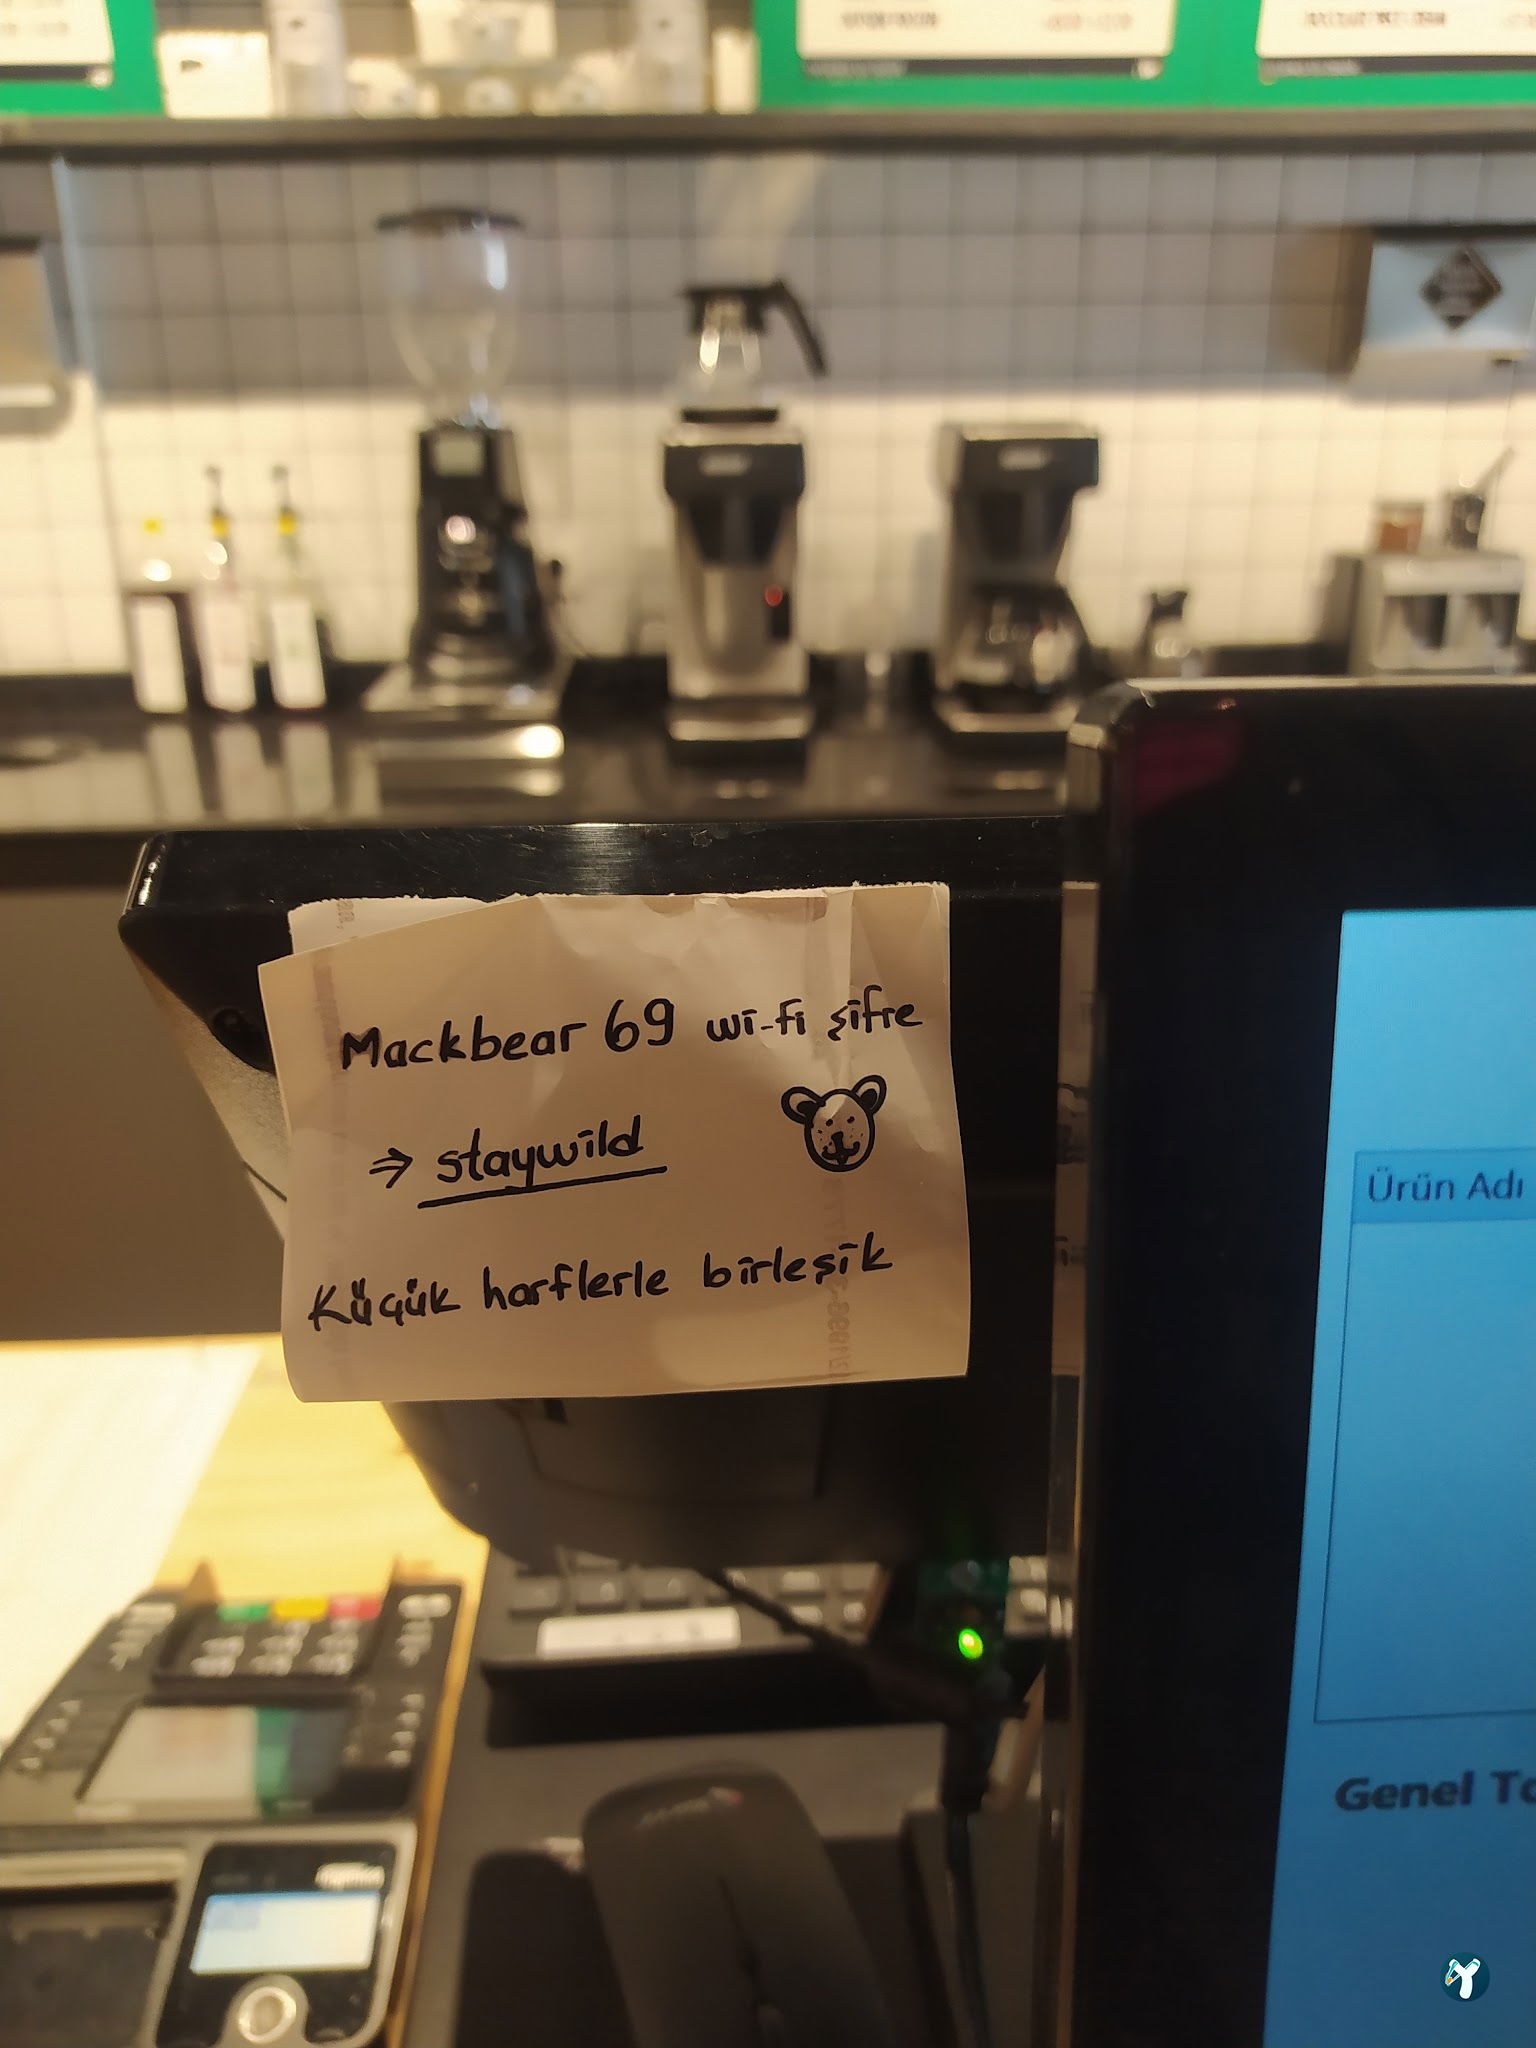 Mackbear 69 wi-fi şifre
⇒ staywild
Küçük harflerle birleşik
Ürün Adı
Genel